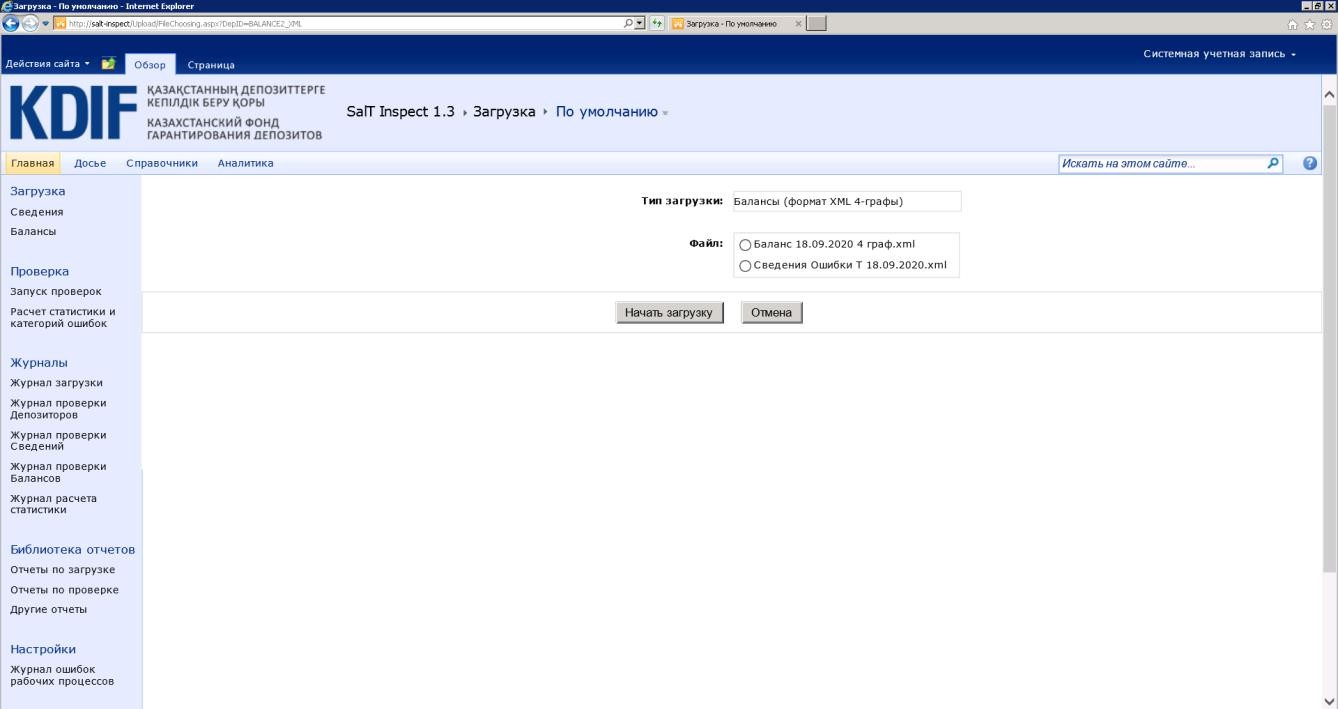 Загрузка - По умолчанию - Internet Explorer
http://salt-inspect/Upload/FileChoosing.aspx?DepID=BALANCE2_XML
Загрузка - По умолчанию
Системная учетная запись
Действия сайта
Обзор
Страница
KDIF
ҚАЗАҚСТАННЫҢ ДЕПОЗИТТЕРГЕ
КЕПІЛДІК БЕРУ ҚОРЫ
КАЗАХСТАНСКИЙ ФОНД
ГАРАНТИРОВАНИЯ ДЕПОЗИТОВ
SalT Inspect 1.3 Загрузка По умолчанию
Главная Досье Справочники Аналитика
Искать на этом сайте...
Загрузка
Сведения
Балансы
Проверка
Запуск проверок
Расчет статистики и
категорий ошибок
Журналы
Журнал загрузки
Журнал проверки
Депозиторов
Журнал проверки
Сведений
Журнал проверки
Балансов
Журнал расчета
статистики
Библиотека отчетов
Отчеты по загрузке
Отчеты по проверке
Другие отчеты
Настройки
Журнал ошибок
рабочих процессов
Тип загрузки: Балансы (формат XML 4-графы)
Файл:
Баланс 18.09.2020 4 граф.xml
Сведения Ошибки Т 18.09.2020.xml
Начать загрузку
Отмена